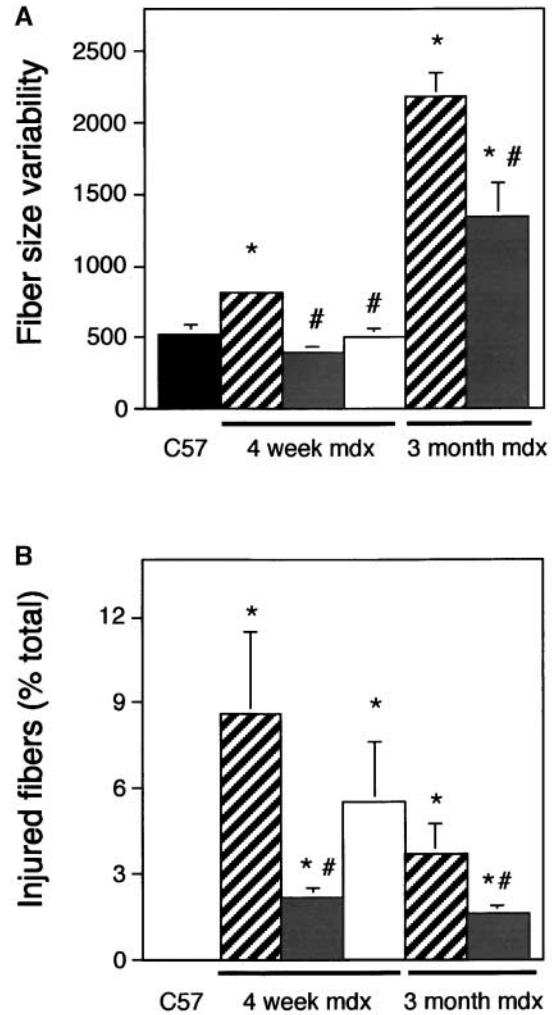 A
Fiber size variability
2500
2000
1500
1000
500
0
*
#
#
*
* #
C57
4 week mdx
3 month mdx
B
Injured fibers (% total)
12
9
6
3
0
*
* #
*
*
*#
C57
4 week mdx
3 month mdx